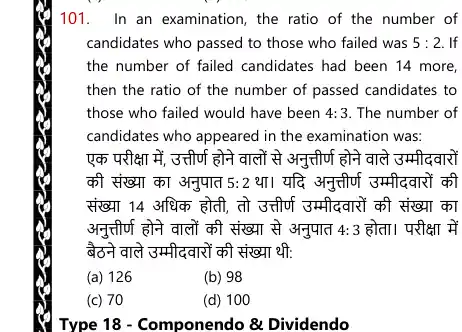 101. In an examination, the ratio of the number of
candidates who passed to those who failed was 5 : 2. If
the number of failed candidates had been 14 more,
then the ratio of the number of passed candidates to
those who failed would have been 4: 3. The number of
candidates who appeared in the examination was:
एक परीक्षा में, उत्तीर्ण होने वालों से अनुत्तीर्ण होने वाले उम्मीदवारों
की संख्या का अनुपात 5: 2 था। यदि अनुत्तीर्ण उम्मीदवारों की
संख्या 14 अधिक होती, तो उत्तीर्ण उम्मीदवारों की संख्या का
अनुत्तीर्ण होने वालों की संख्या से अनुपात 4: 3 होता। परीक्षा में
बैठने वाले उम्मीदवारों की संख्या थी:
(a) 126 (b) 98
(c) 70 (d) 100
Type 18 - Componendo & Dividendo